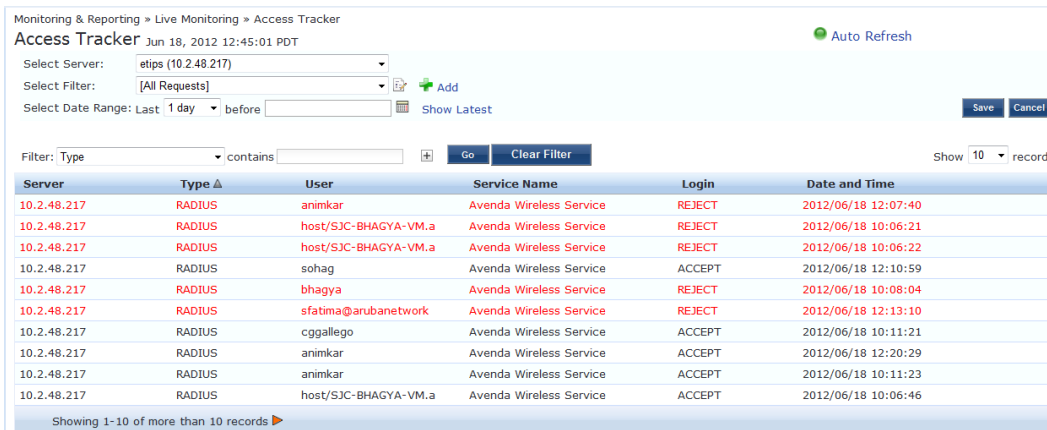 Monitoring & Reporting » Live Monitoring » Access Tracker
Access Tracker Jun 18, 2012 12:45:01 PDT
Auto Refresh
Select Server: etips (10.2.48.217)
Select Filter: [All Requests] Add
Select Date Range: Last 1 day before Show Latest Save Cancel
Filter: Type contains Go Clear Filter Show 10 record
Server Type User Service Name Login Date and Time
10.2.48.217 RADIUS animkar Avenda Wireless Service REJECT 2012/06/18 12:07:40
10.2.48.217 RADIUS host/SJC-BHAGYA-VM.a Avenda Wireless Service REJECT 2012/06/18 10:06:21
10.2.48.217 RADIUS host/SJC-BHAGYA-VM.a Avenda Wireless Service REJECT 2012/06/18 10:06:22
10.2.48.217 RADIUS sohag Avenda Wireless Service ACCEPT 2012/06/18 12:10:59
10.2.48.217 RADIUS bhagya Avenda Wireless Service REJECT 2012/06/18 10:08:04
10.2.48.217 RADIUS sfatima@arubanetwork Avenda Wireless Service REJECT 2012/06/18 12:13:10
10.2.48.217 RADIUS cggallego Avenda Wireless Service ACCEPT 2012/06/18 10:11:21
10.2.48.217 RADIUS animkar Avenda Wireless Service ACCEPT 2012/06/18 12:20:29
10.2.48.217 RADIUS animkar Avenda Wireless Service ACCEPT 2012/06/18 10:11:23
10.2.48.217 RADIUS host/SJC-BHAGYA-VM.a Avenda Wireless Service ACCEPT 2012/06/18 10:06:46
Showing 1-10 of more than 10 records